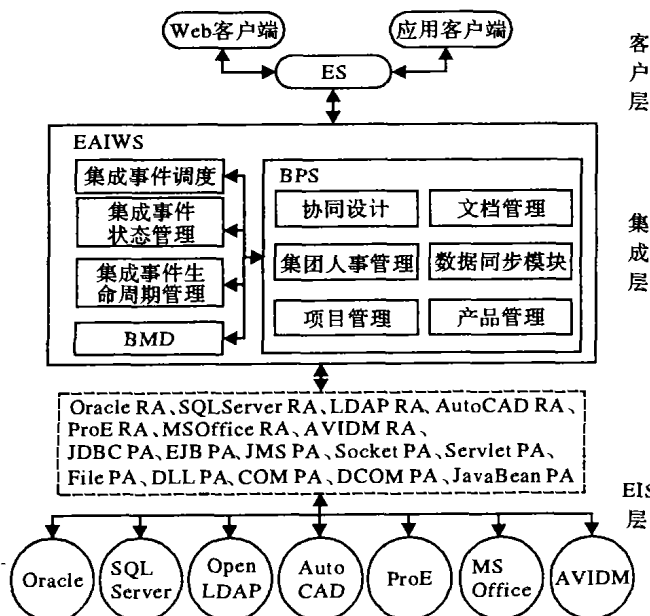 Web客户端
应用客户端
ES
客
户
层
EAIWS
集成事件调度
集成事件
状态管理
集成事件生
命周期管理
BMD
BPS
协同设计
文档管理
集团人事管理
数据同步模块
项目管理
产品管理
集
成
层
Oracle RA、SQLServer RA、LDAP RA、AutoCAD RA、
ProE RA、MSOffice RA、AVIDM RA、
JDBC PA、EJB PA、JMS PA、Socket PA、Servlet PA、
File PA、DLL PA、COM PA、DCOM PA、JavaBean PA
EIS
层
Oracle
SQL
Server
Open
LDAP
Auto
CAD
ProE
MS
Office
AVIDM